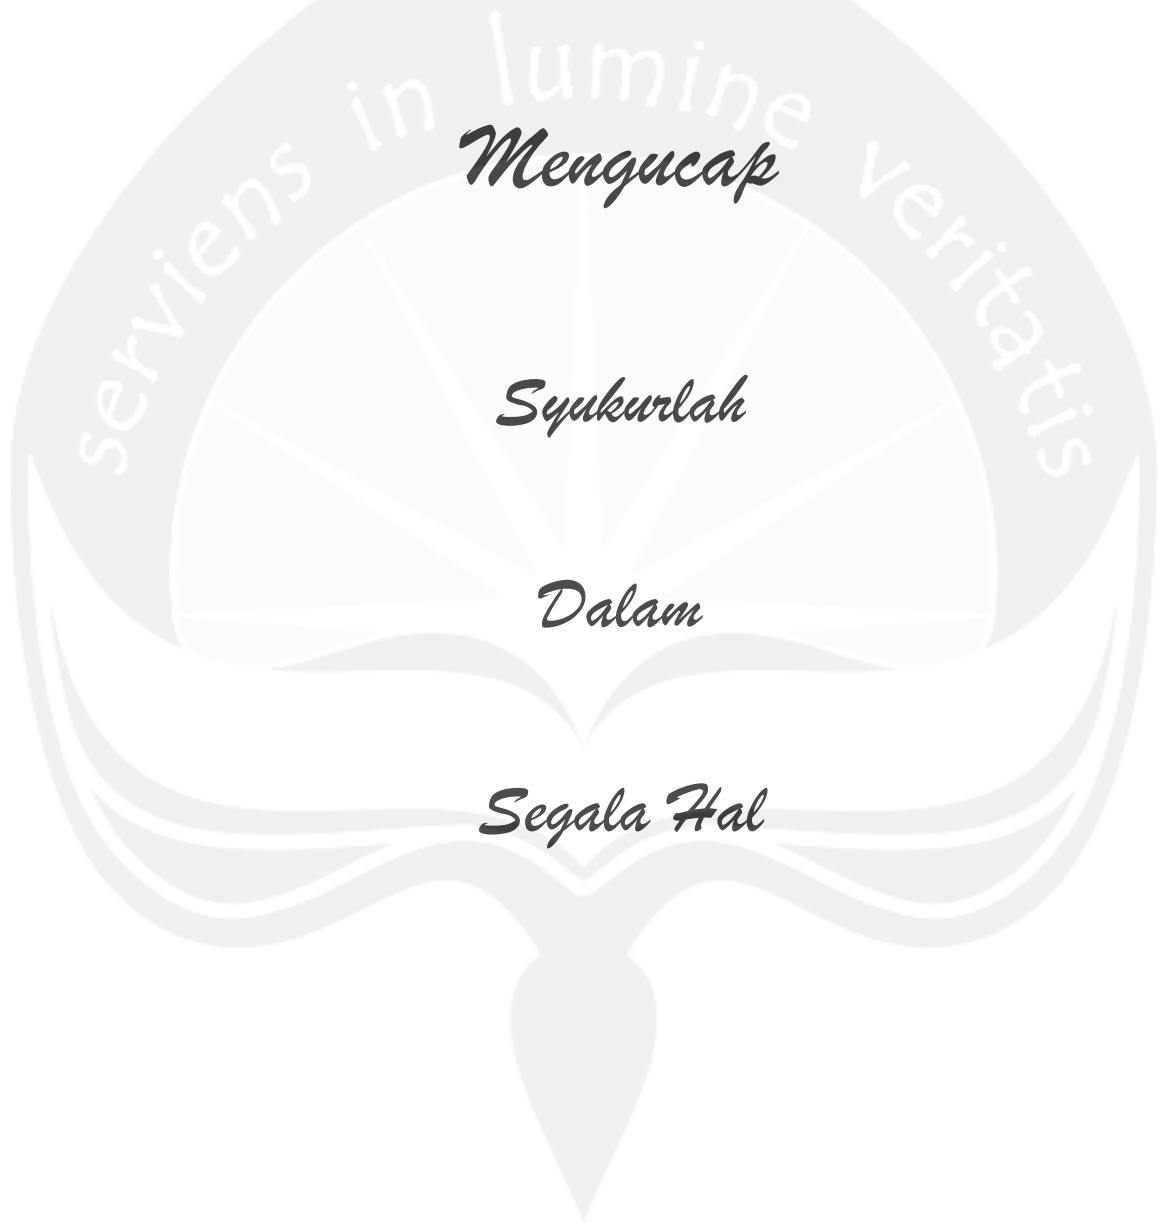 serviens in lumine veritatis
Mengucap
Syukurlah
Dalam
Segala Hal